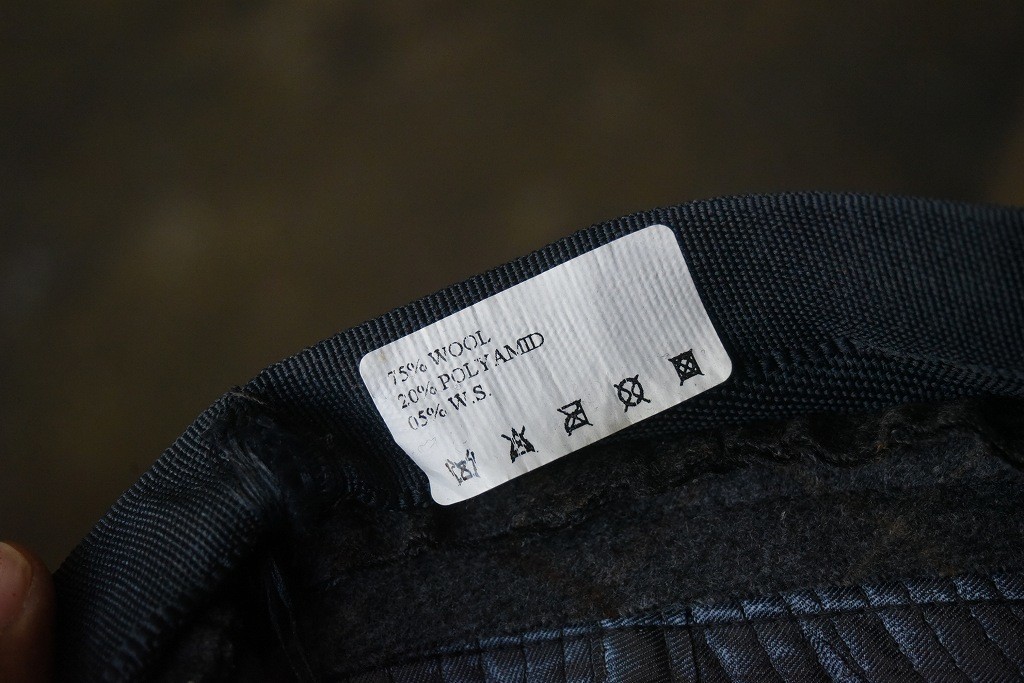 75% WOOL
20% POLYAMID
05% W.S.